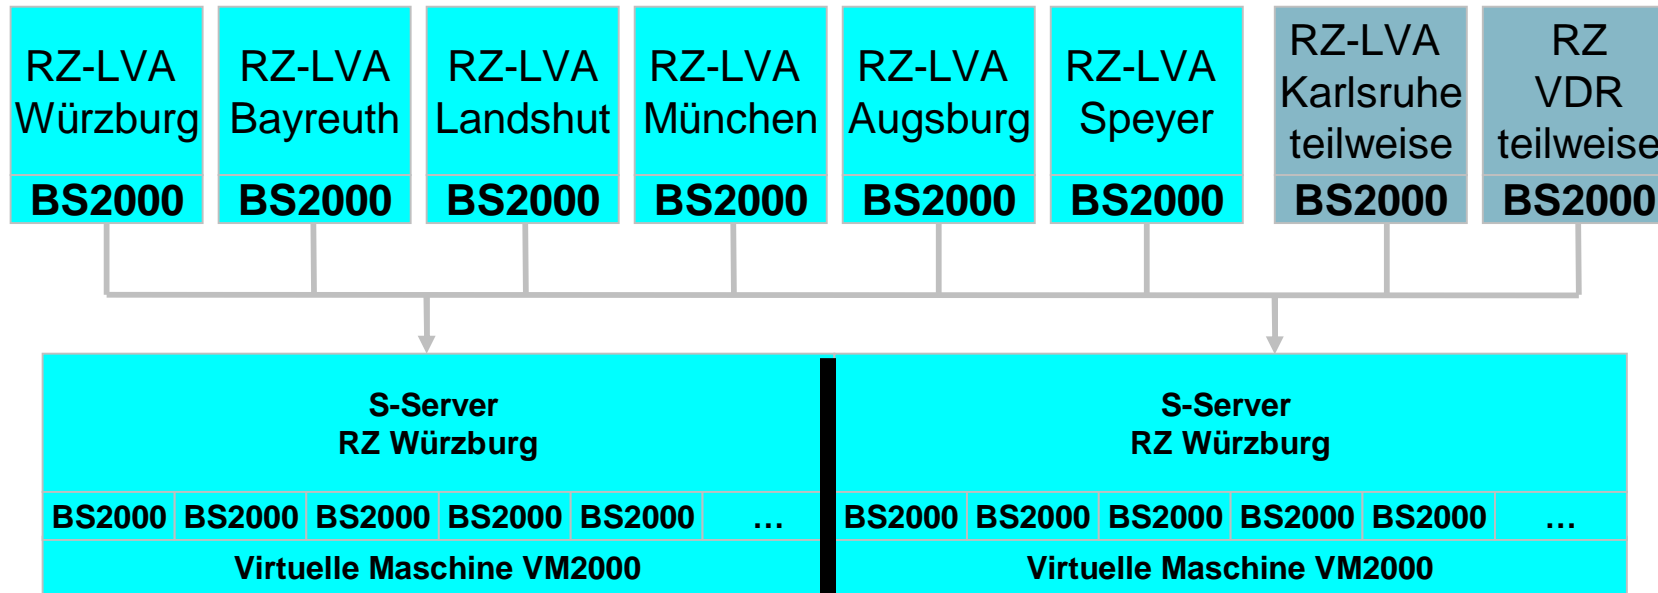 RZ-LVA
Würzburg
BS2000
RZ-LVA
Bayreuth
BS2000
RZ-LVA
Landshut
BS2000
RZ-LVA
München
BS2000
RZ-LVA
Augsburg
BS2000
RZ-LVA
Speyer
BS2000
RZ-LVA
Karlsruhe
teilweise
BS2000
RZ
VDR
teilweise
BS2000
S-Server
RZ Würzburg
BS2000 BS2000 BS2000 BS2000 BS2000 ...
Virtuelle Maschine VM2000
S-Server
RZ Würzburg
BS2000 BS2000 BS2000 BS2000 BS2000 ...
Virtuelle Maschine VM2000